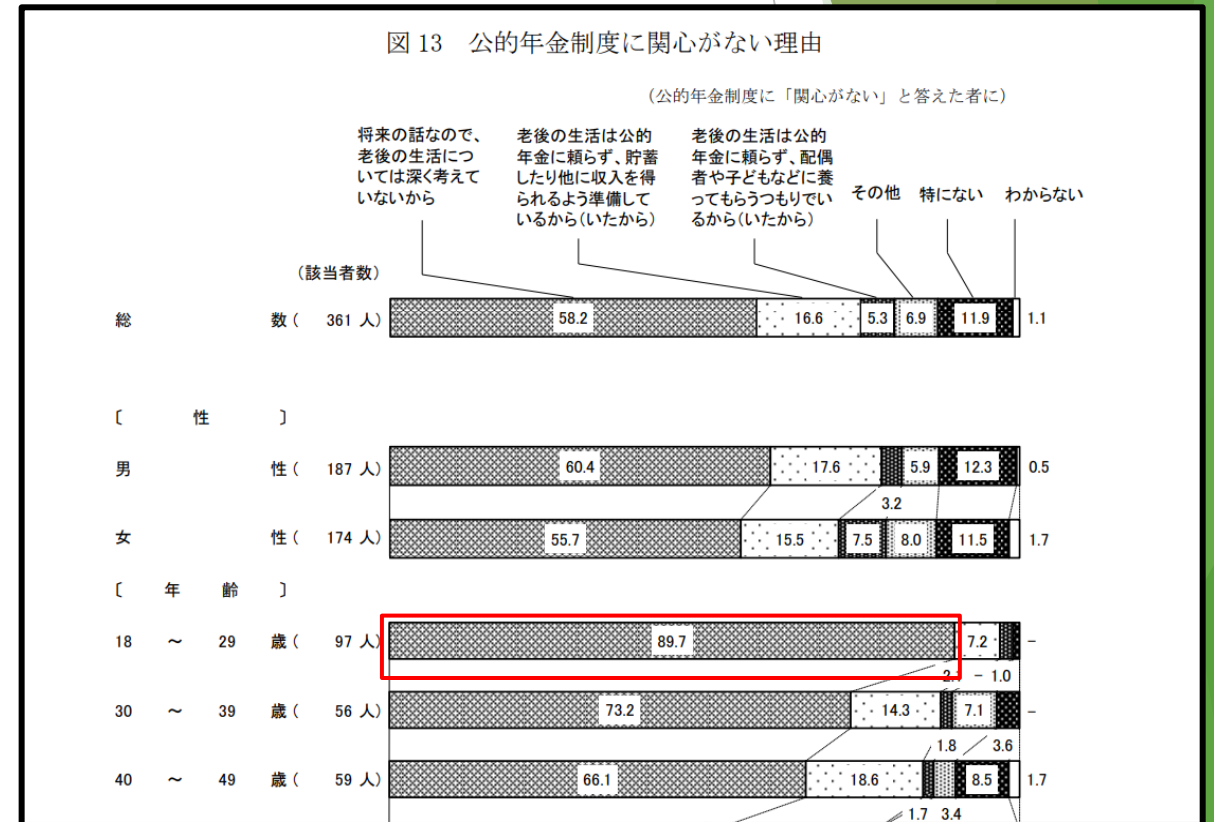 図 13　公的年金制度に関心がない理由
（公的年金制度に「関心がない」と答えた者に）
将来の話なので、
老後の生活につ
いては深く考えて
いないから
老後の生活は公的
年金に頼らず、貯蓄
したり他に収入を得
られるよう準備して
いるから（いたから）
老後の生活は公的
年金に頼らず、配偶
者や子どもなどに養
ってもらうつもりでい
るから（いたから）
その他
特にない
わからない
（該当者数）
総　数（ 361 人） 58.2 16.6 5.3 6.9 11.9 1.1
〔 性 〕
男　性（ 187 人） 60.4 17.6 5.9 12.3 0.5
3.2
女　性（ 174 人） 55.7 15.5 7.5 8.0 11.5 1.7
〔 年 齢 〕
18 ～ 29 歳（ 97 人） 89.7 7.2 －
2.1 － 1.0
30 ～ 39 歳（ 56 人） 73.2 14.3 7.1 －
1.8 3.6
40 ～ 49 歳（ 59 人） 66.1 18.6 8.5 1.7
1.7 3.4